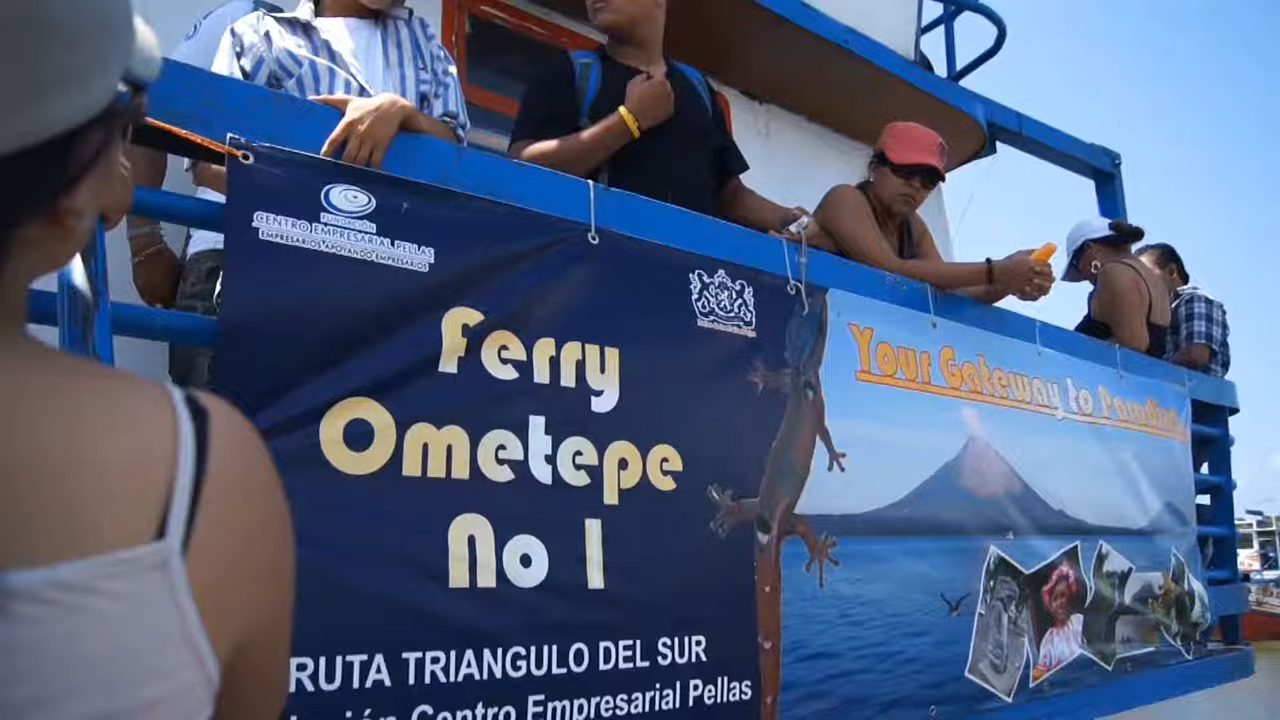 FUNDACIÓN
CENTRO EMPRESARIAL PELLAS
EMPRESARIOS APOYANDO EMPRESARIOS
Ferry
Ometepe
No 1
RUTA TRIANGULO DEL SUR
Centro Empresarial Pellas
Your Gateway to